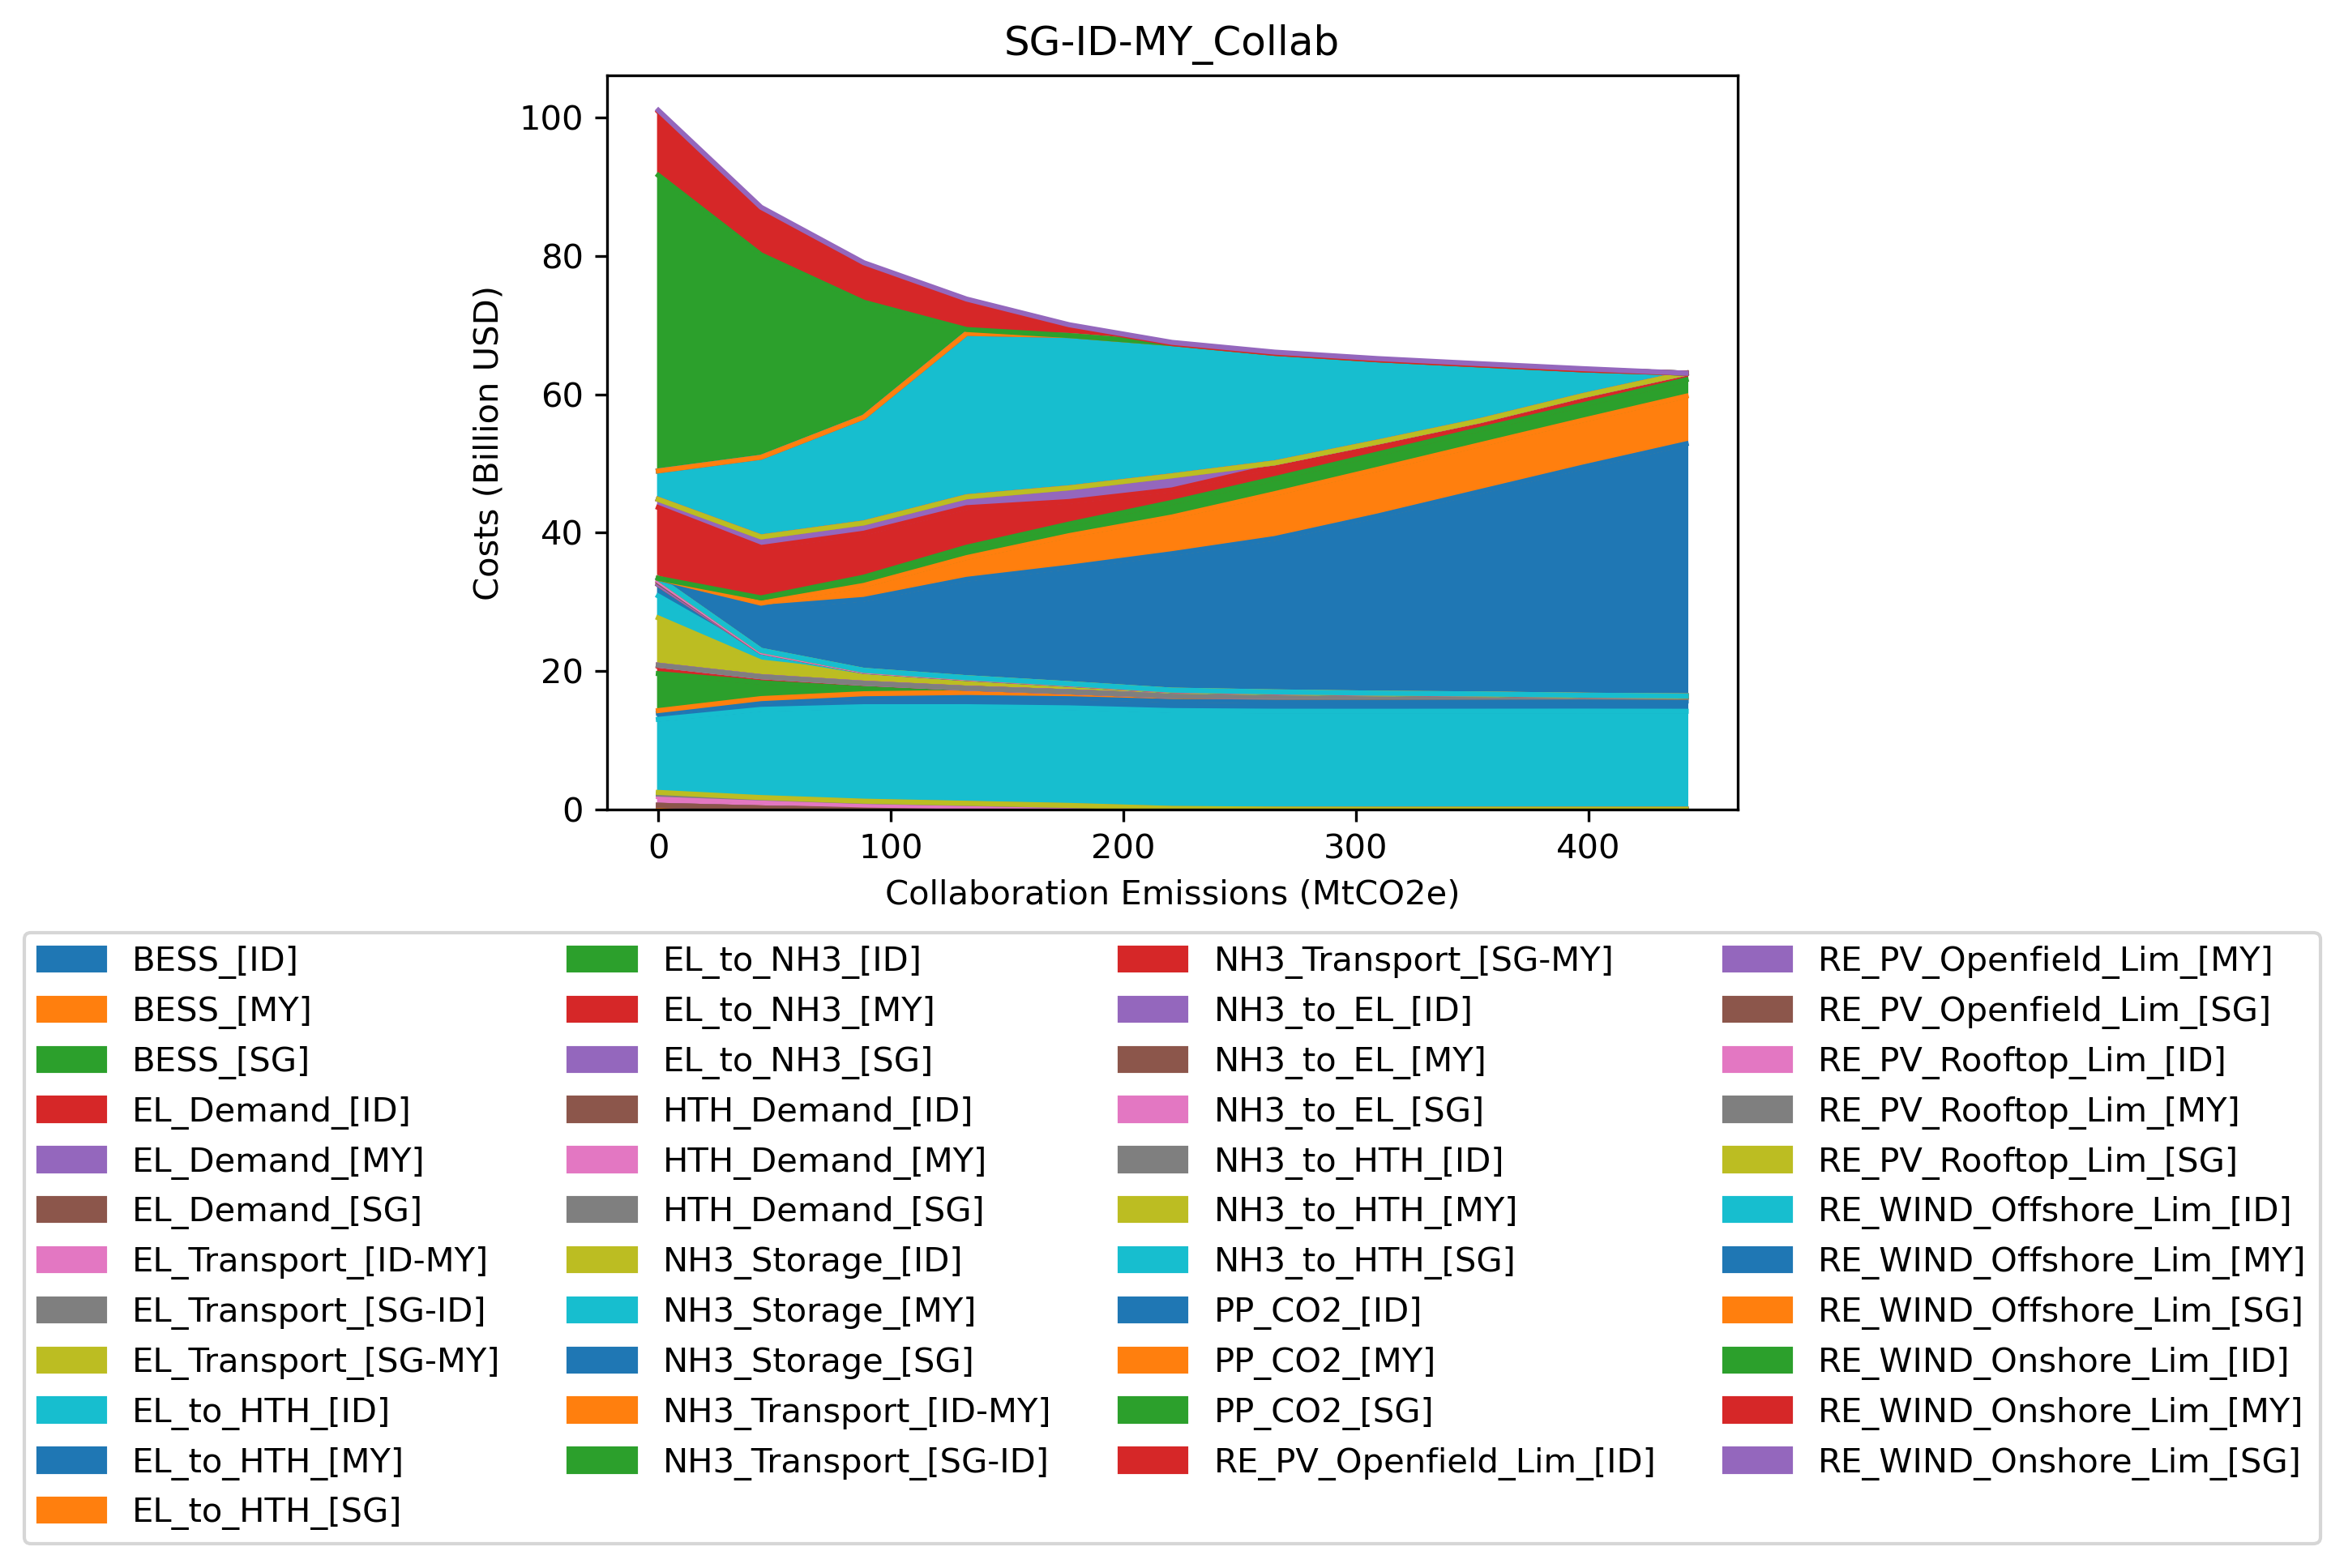 SG-ID-MY_Collab
100
80
60
40
20
0
Costs (Billion USD)
0 100 200 300 400
Collaboration Emissions (MtCO2e)
BESS_[ID]
BESS_[MY]
BESS_[SG]
EL_Demand_[ID]
EL_Demand_[MY]
EL_Demand_[SG]
EL_Transport_[ID-MY]
EL_Transport_[SG-ID]
EL_Transport_[SG-MY]
EL_to_HTH_[ID]
EL_to_HTH_[MY]
EL_to_HTH_[SG]
EL_to_NH3_[ID]
EL_to_NH3_[MY]
EL_to_NH3_[SG]
HTH_Demand_[ID]
HTH_Demand_[MY]
HTH_Demand_[SG]
NH3_Storage_[ID]
NH3_Storage_[MY]
NH3_Storage_[SG]
NH3_Transport_[ID-MY]
NH3_Transport_[SG-ID]
NH3_Transport_[SG-MY]
NH3_to_EL_[ID]
NH3_to_EL_[MY]
NH3_to_EL_[SG]
NH3_to_HTH_[ID]
NH3_to_HTH_[MY]
NH3_to_HTH_[SG]
PP_CO2_[ID]
PP_CO2_[MY]
PP_CO2_[SG]
RE_PV_Openfield_Lim_[ID]
RE_PV_Openfield_Lim_[MY]
RE_PV_Openfield_Lim_[SG]
RE_PV_Rooftop_Lim_[ID]
RE_PV_Rooftop_Lim_[MY]
RE_PV_Rooftop_Lim_[SG]
RE_WIND_Offshore_Lim_[ID]
RE_WIND_Offshore_Lim_[MY]
RE_WIND_Offshore_Lim_[SG]
RE_WIND_Onshore_Lim_[ID]
RE_WIND_Onshore_Lim_[MY]
RE_WIND_Onshore_Lim_[SG]